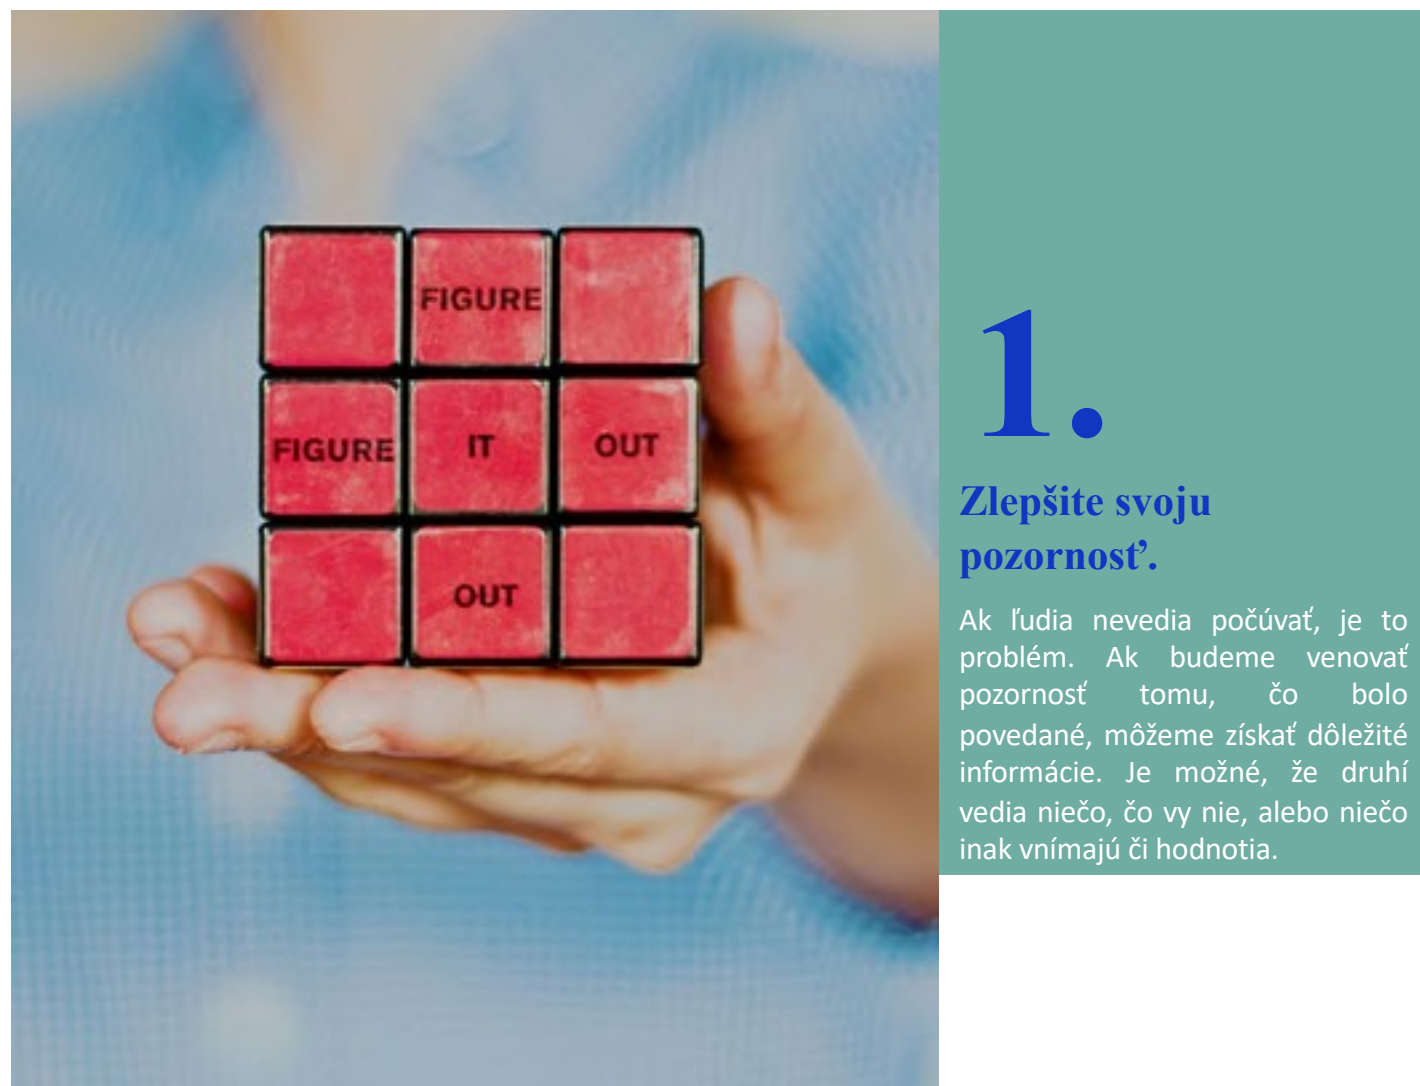 FIGURE
FIGURE IT OUT
OUT
1.
Zlepšite svoju
pozornosť.
Ak ľudia nevedia počúvať, je to
problém. Ak budeme venovať
pozornosť tomu, čo bolo
povedané, môžeme získať dôležité
informácie. Je možné, že druhí
vedia niečo, čo vy nie, alebo niečo
inak vnímajú či hodnotia.